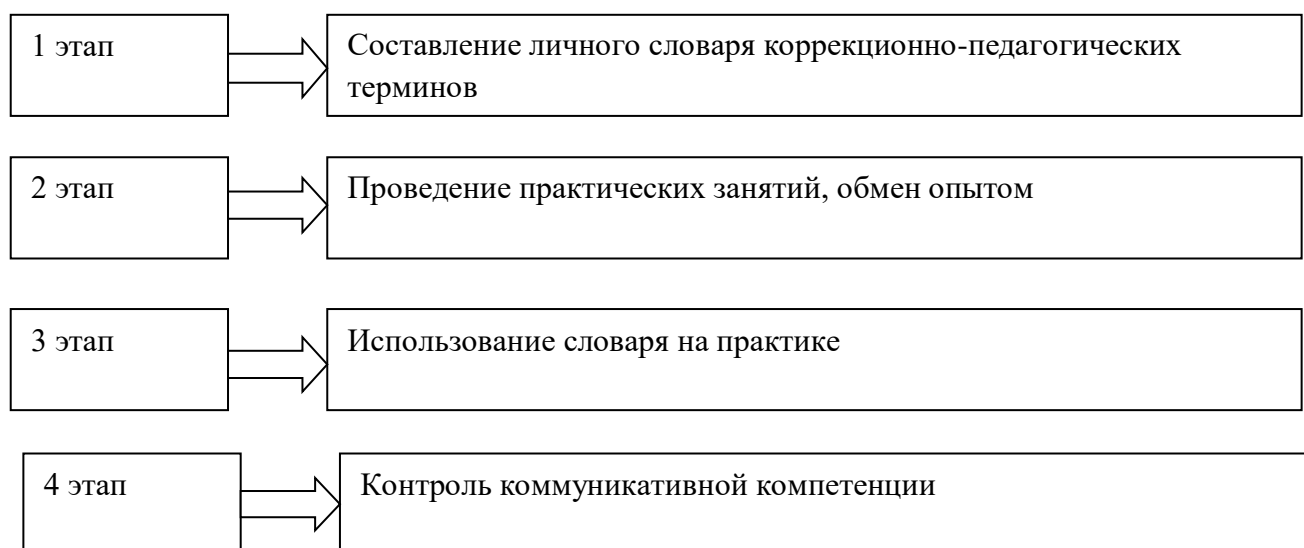 1 этап
Составление личного словаря коррекционно-педагогических
терминов
2 этап
Проведение практических занятий, обмен опытом
3 этап
Использование словаря на практике
4 этап
Контроль коммуникативной компетенции